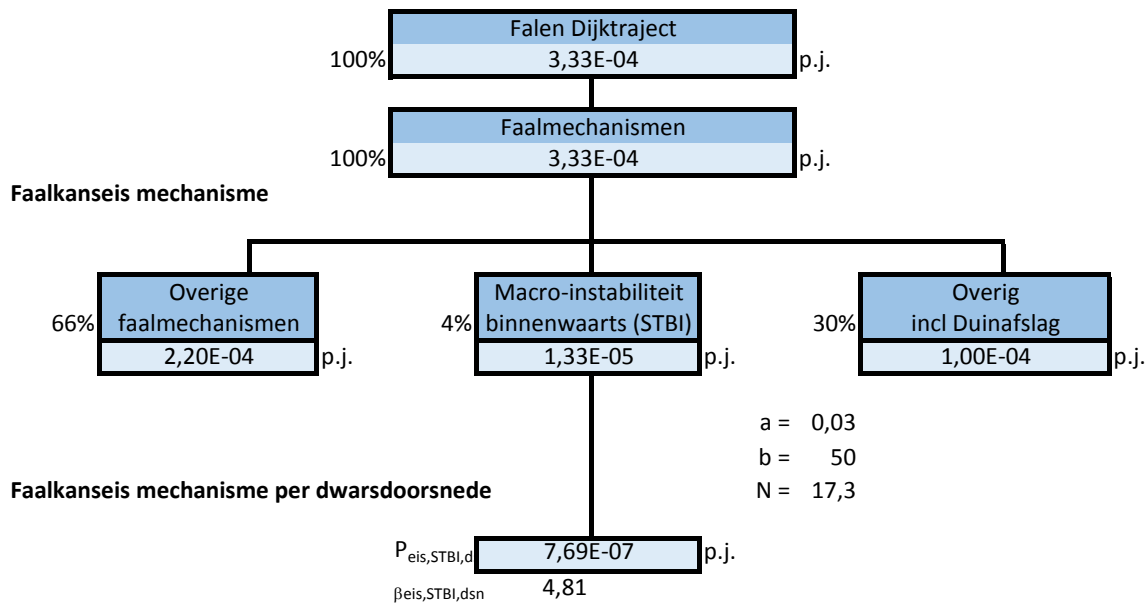 Falen Dijktraject
100% 3,33E-04 p.j.
Faalmechanismen
100% 3,33E-04 p.j.
Faalkanseis mechanisme
Overige
faalmechanismen
66%
2,20E-04 p.j.
Macro-instabiliteit
binnenwaarts (STBI)
4%
1,33E-05 p.j.
Overig
incl Duinafslag
30%
1,00E-04 p.j.
a = 0,03
b = 50
Faalkanseis mechanisme per dwarsdoorsnede N = 17,3
Peis,STBI,d 7,69E-07 p.j.
βeis,STBI,dsn 4,81